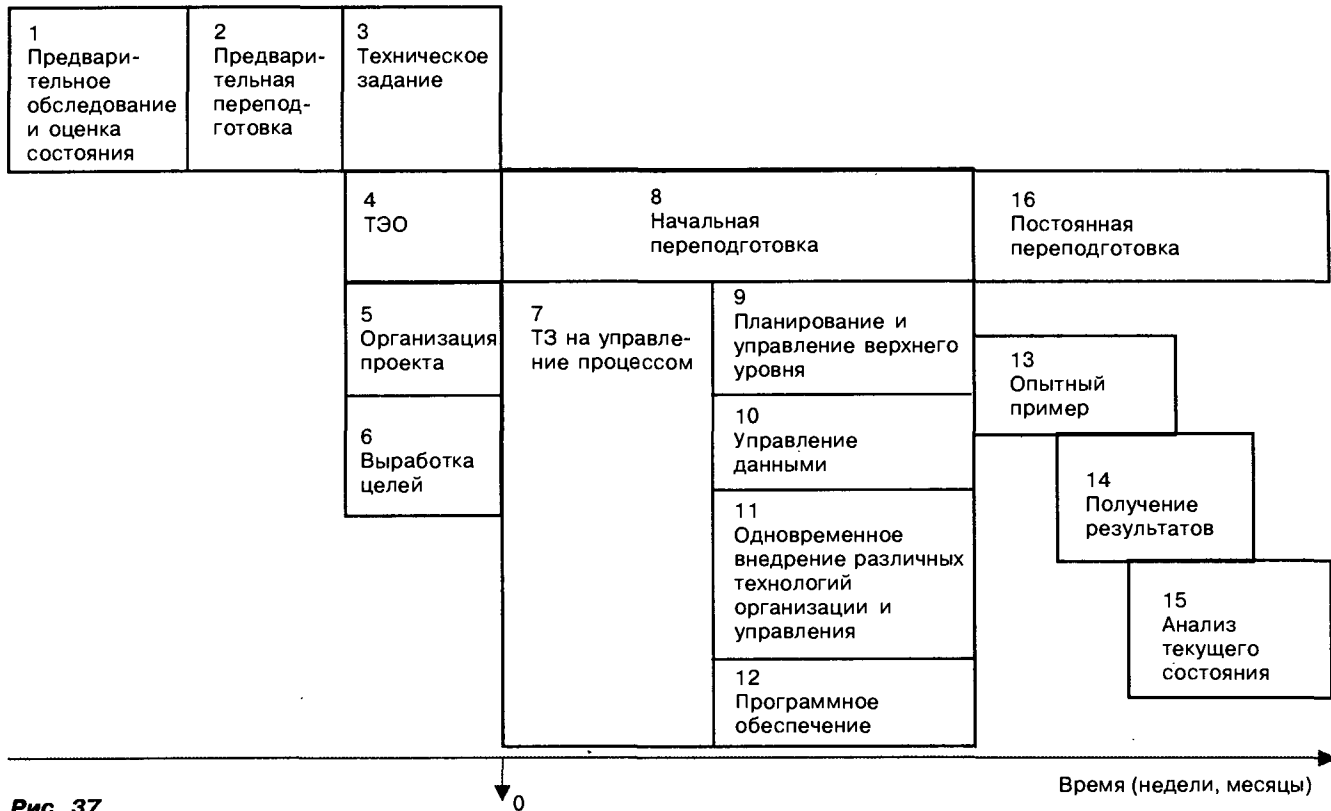 1
Предвари-
тельное
обследование
и оценка
состояния
2
Предвари-
тельная
перепод-
готовка
3
Техническое
задание
4
ТЭО
8
Начальная
переподготовка
16
Постоянная
переподготовка
5
Организация
проекта
6
Выработка
целей
7
ТЗ на управле-
ние процессом
9
Планирование и
управление верхнего
уровня
10
Управление
данными
11
Одновременное
внедрение различных
технологий
организации и
управления
12
Программное
обеспечение
13
Опытный
пример
14
Получение
результатов
15
Анализ
текущего
состояния
0
Время (недели, месяцы)
Рис. 37